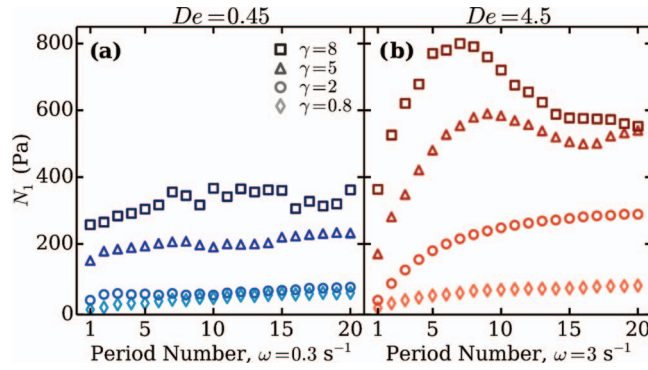 De=0.45
De=4.5
(a)
(b)
γ=8
γ=5
γ=2
γ=0.8
800
600
400
200
0
N₁ (Pa)
1 5 10 15 20
1 5 10 15 20
Period Number, ω=0.3 s⁻¹
Period Number, ω=3 s⁻¹